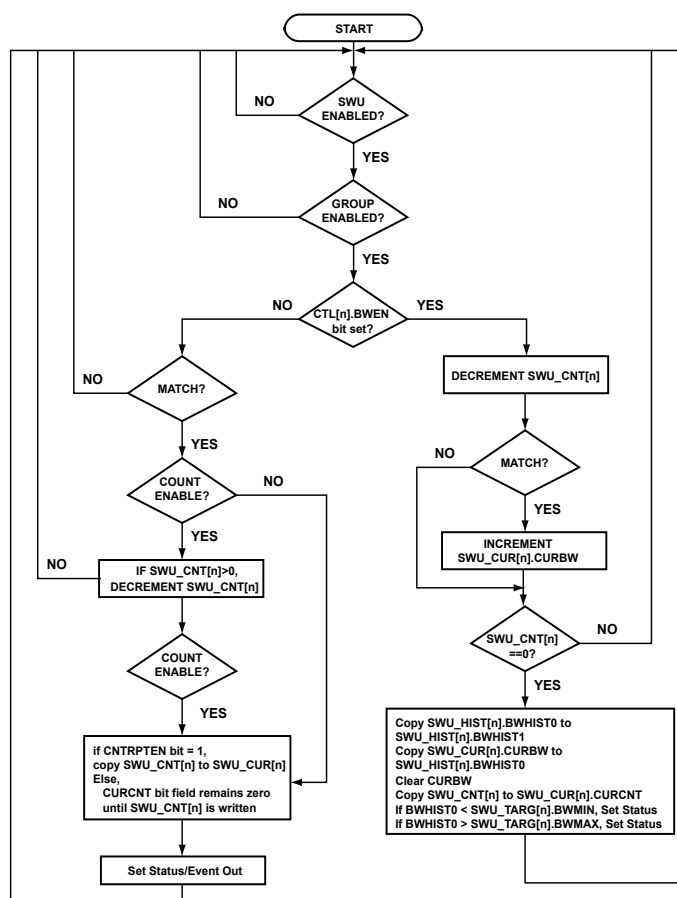 START
SWU
ENABLED?
NO
YES
GROUP
ENABLED?
NO
YES
CTL[n].BWEN
bit set?
NO
YES
MATCH?
NO
YES
COUNT
ENABLE?
NO
YES
IF SWU_CNT[n]>0,
DECREMENT SWU_CNT[n]
NO
COUNT
ENABLE?
YES
if CNTRPTEN bit = 1,
copy SWU_CNT[n] to SWU_CUR[n]
Else,
CURCNT bit field remains zero
until SWU_CNT[n] is written
Set Status/Event Out
DECREMENT SWU_CNT[n]
MATCH?
NO
YES
INCREMENT
SWU_CUR[n].CURBW
SWU_CNT[n]
==0?
NO
YES
Copy SWU_HIST[n].BWHIST0 to
SWU_HIST[n].BWHIST1
Copy SWU_CUR[n].CURBW to
SWU_HIST[n].BWHIST0
Clear CURBW
Copy SWU_CNT[n] to SWU_CUR[n].CURCNT
If BWHIST0 < SWU_TARG[n].BWMIN, Set Status
If BWHIST0 > SWU_TARG[n].BWMAX, Set Status